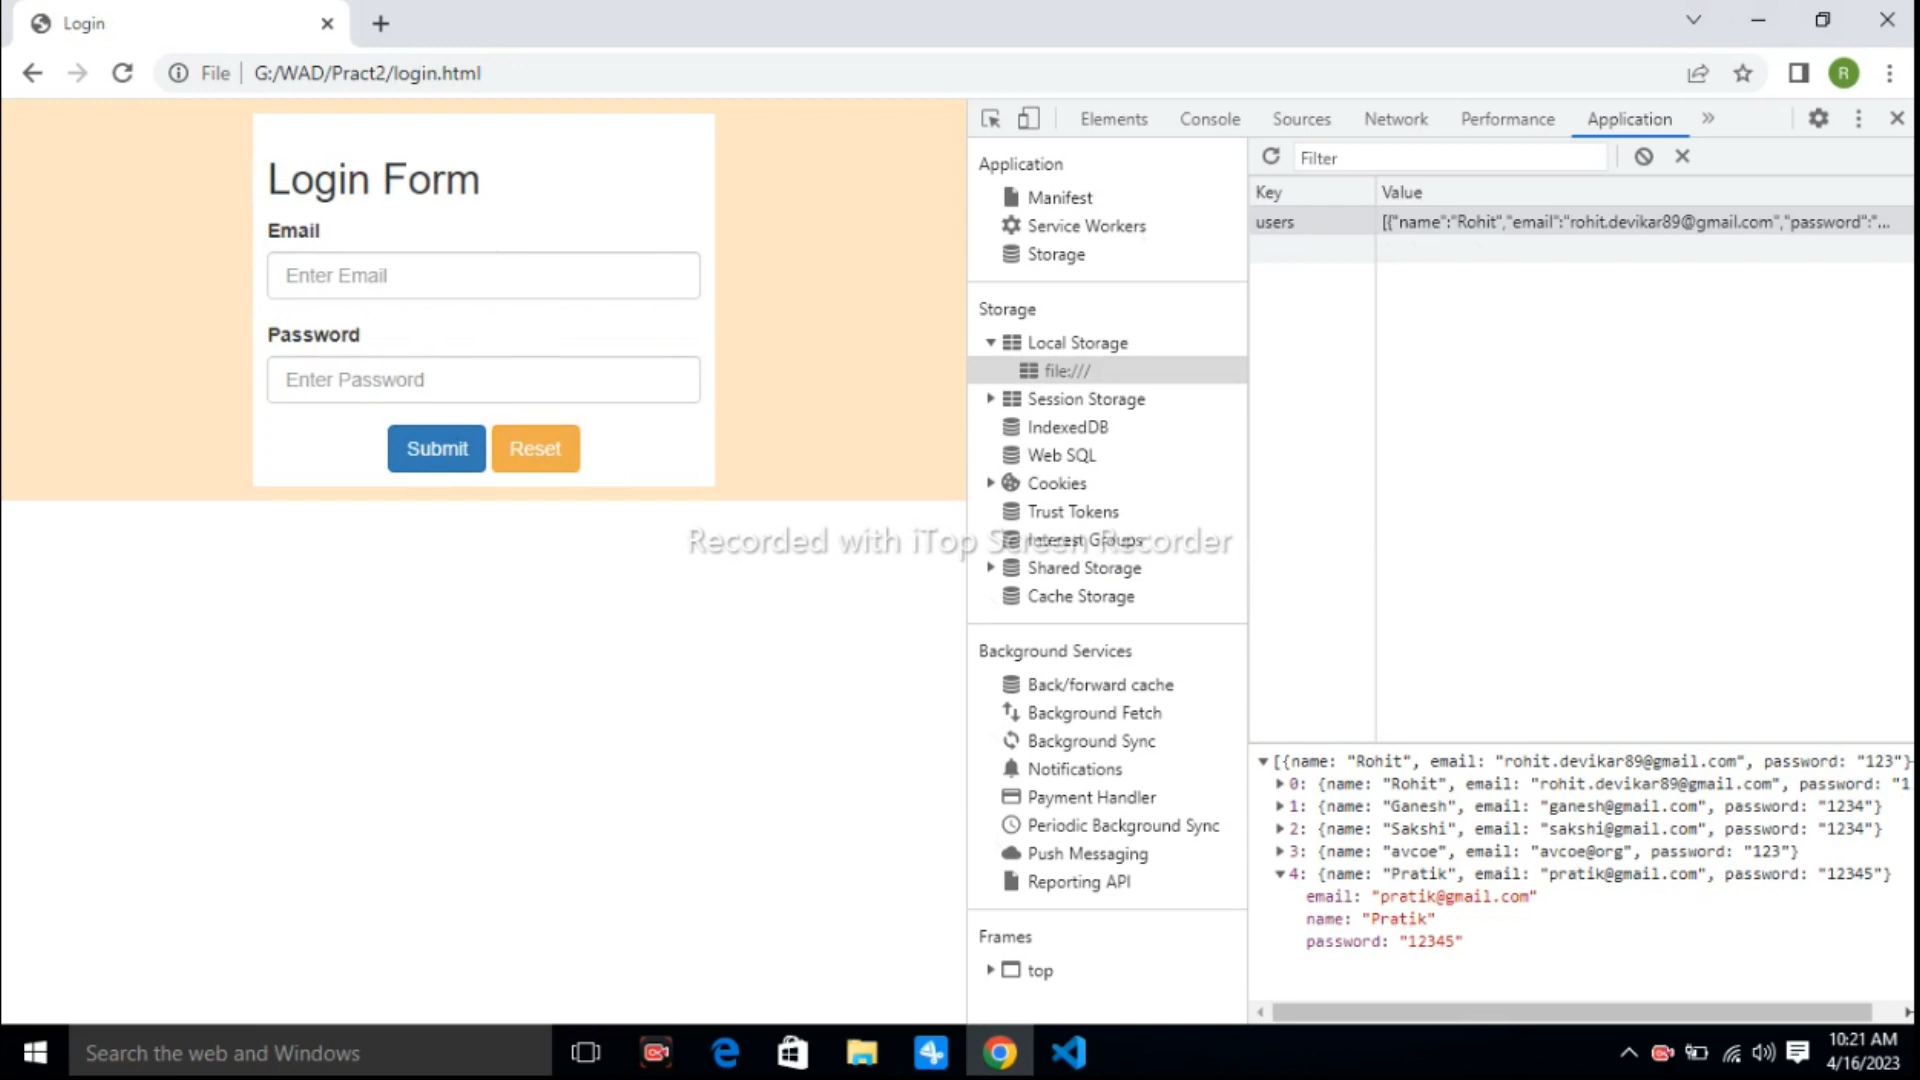 Login
File
G:/WAD/Pract2/login.html
R
Login Form
Email
Enter Email
Password
Enter Password
Submit
Reset
Elements
Console
Sources
Network
Performance
Application
»
Application
Manifest
Service Workers
Storage
Storage
Local Storage
file:///
Session Storage
IndexedDB
Web SQL
Cookies
Trust Tokens
Interest Groups
Shared Storage
Cache Storage
Background Services
Back/forward cache
Background Fetch
Background Sync
Notifications
Payment Handler
Periodic Background Sync
Push Messaging
Reporting API
Frames
top
Filter
Key Value
users [{"name":"Rohit","email":"rohit.devikar89@gmail.com","password":"...
[{name: "Rohit", email: "rohit.devikar89@gmail.com", password: "123"}
0: {name: "Rohit", email: "rohit.devikar89@gmail.com", password: "1
1: {name: "Ganesh", email: "ganesh@gmail.com", password: "1234"}
2: {name: "Sakshi", email: "sakshi@gmail.com", password: "1234"}
3: {name: "avcoe", email: "avcoe@org", password: "123"}
4: {name: "Pratik", email: "pratik@gmail.com", password: "12345"}
email: "pratik@gmail.com"
name: "Pratik"
password: "12345"
Recorded with iTop Screen Recorder
Search the web and Windows
10:21 AM
4/16/2023